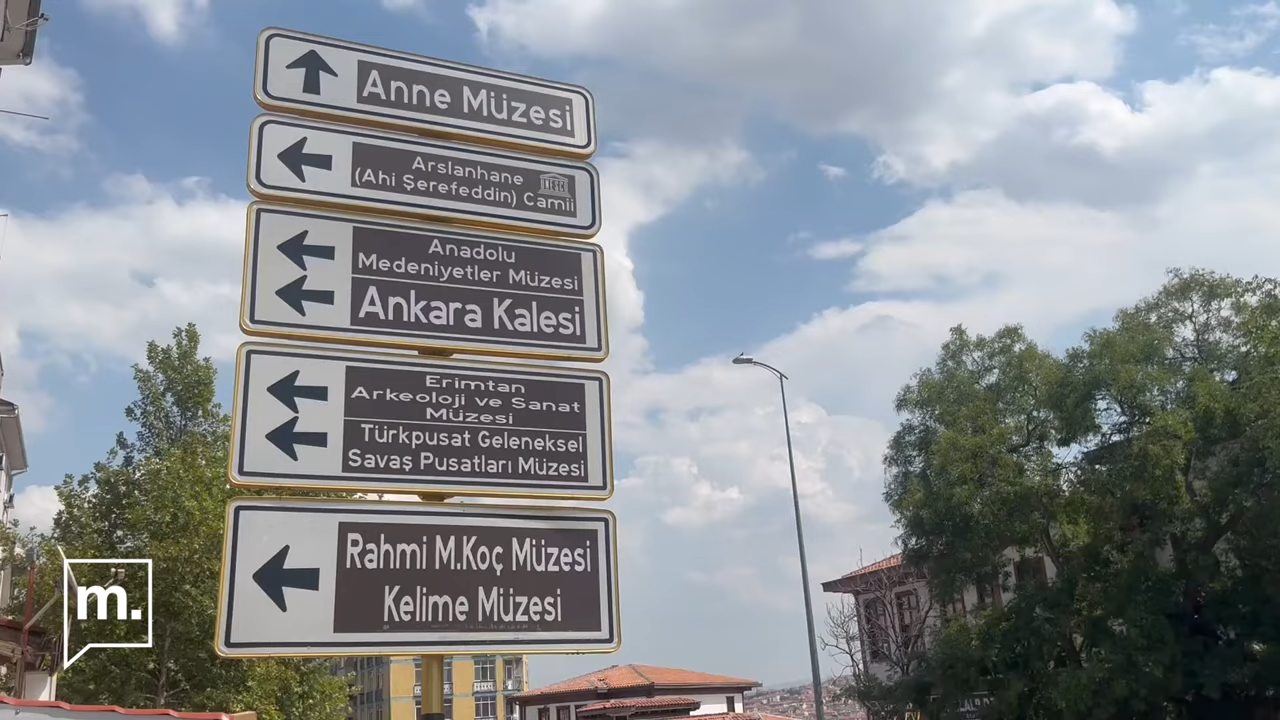 Anne Müzesi
Arslanhane
(Ahi Şerefeddin) Camii
UNESCO
Anadolu
Medeniyetler Müzesi
Ankara Kalesi
Erimtan
Arkeoloji ve Sanat
Müzesi
Türkpusat Geleneksel
Savaş Pusatları Müzesi
Rahmi M.Koç Müzesi
Kelime Müzesi
m.